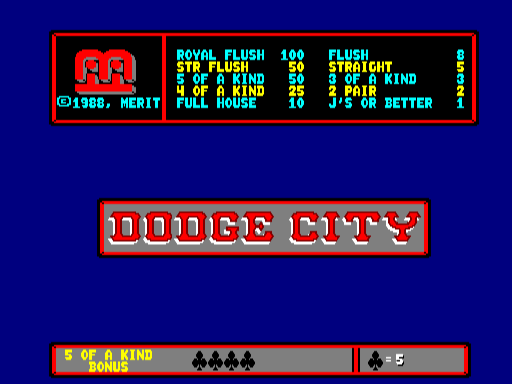 ROYAL FLUSH 100 FLUSH 8
STR FLUSH 50 STRAIGHT 5
5 OF A KIND 50 3 OF A KIND 3
4 OF A KIND 25 2 PAIR 2
©1988, MERIT FULL HOUSE 10 J'S OR BETTER 1
DODGE CITY
5 OF A KIND
BONUS
♣♣♣♣ ♣=5